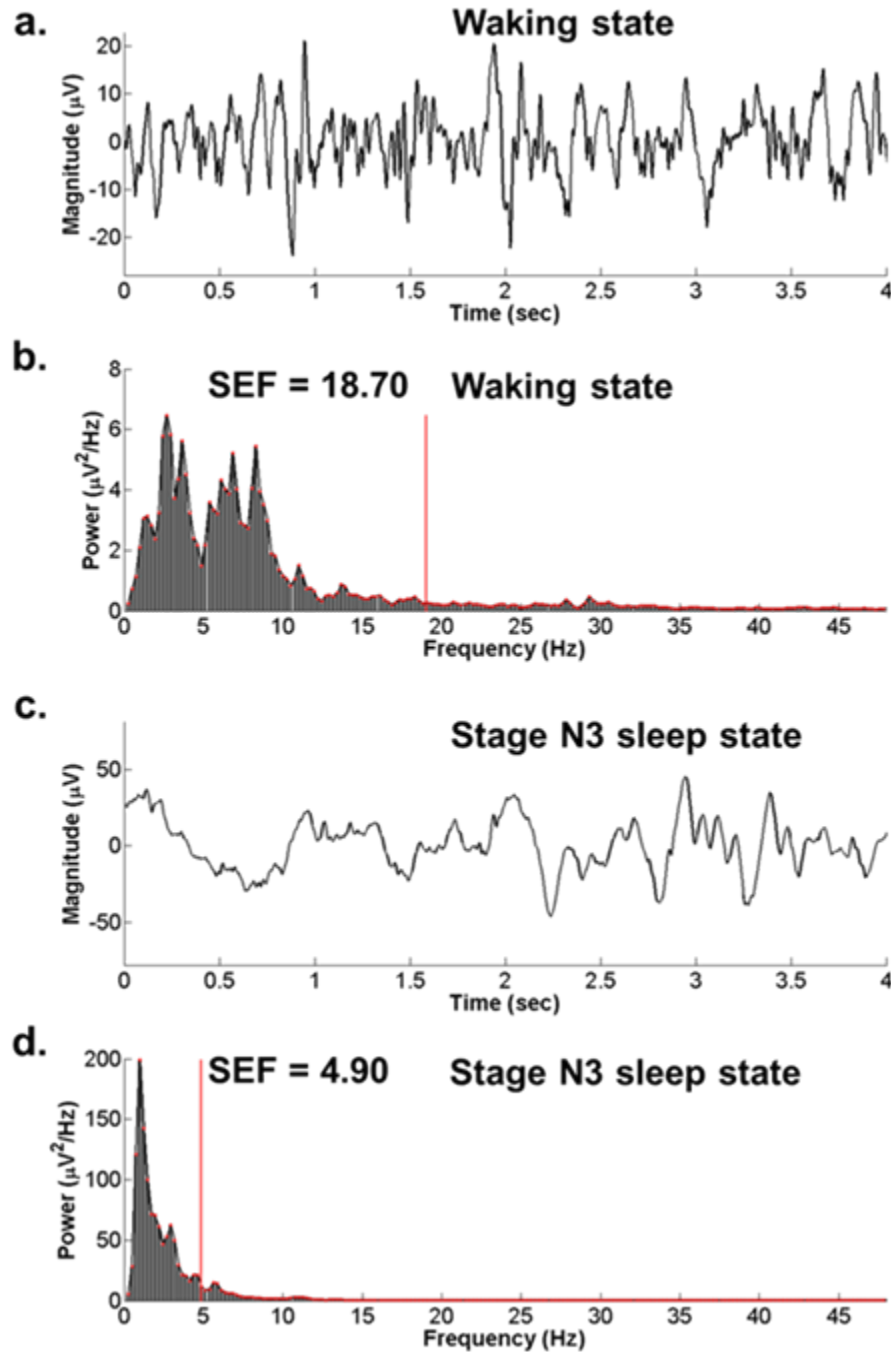 a.
Waking state
Magnitude (μV)
20
10
0
-10
-20
0 0.5 1 1.5 2 2.5 3 3.5 4
Time (sec)
b.
SEF = 18.70 Waking state
Power (μV²/Hz)
8
6
4
2
0
0 5 10 15 20 25 30 35 40 45
Frequency (Hz)
c.
Stage N3 sleep state
Magnitude (μV)
50
0
-50
0 0.5 1 1.5 2 2.5 3 3.5 4
Time (sec)
d.
SEF = 4.90 Stage N3 sleep state
Power (μV²/Hz)
200
150
100
50
0
0 5 10 15 20 25 30 35 40 45
Frequency (Hz)